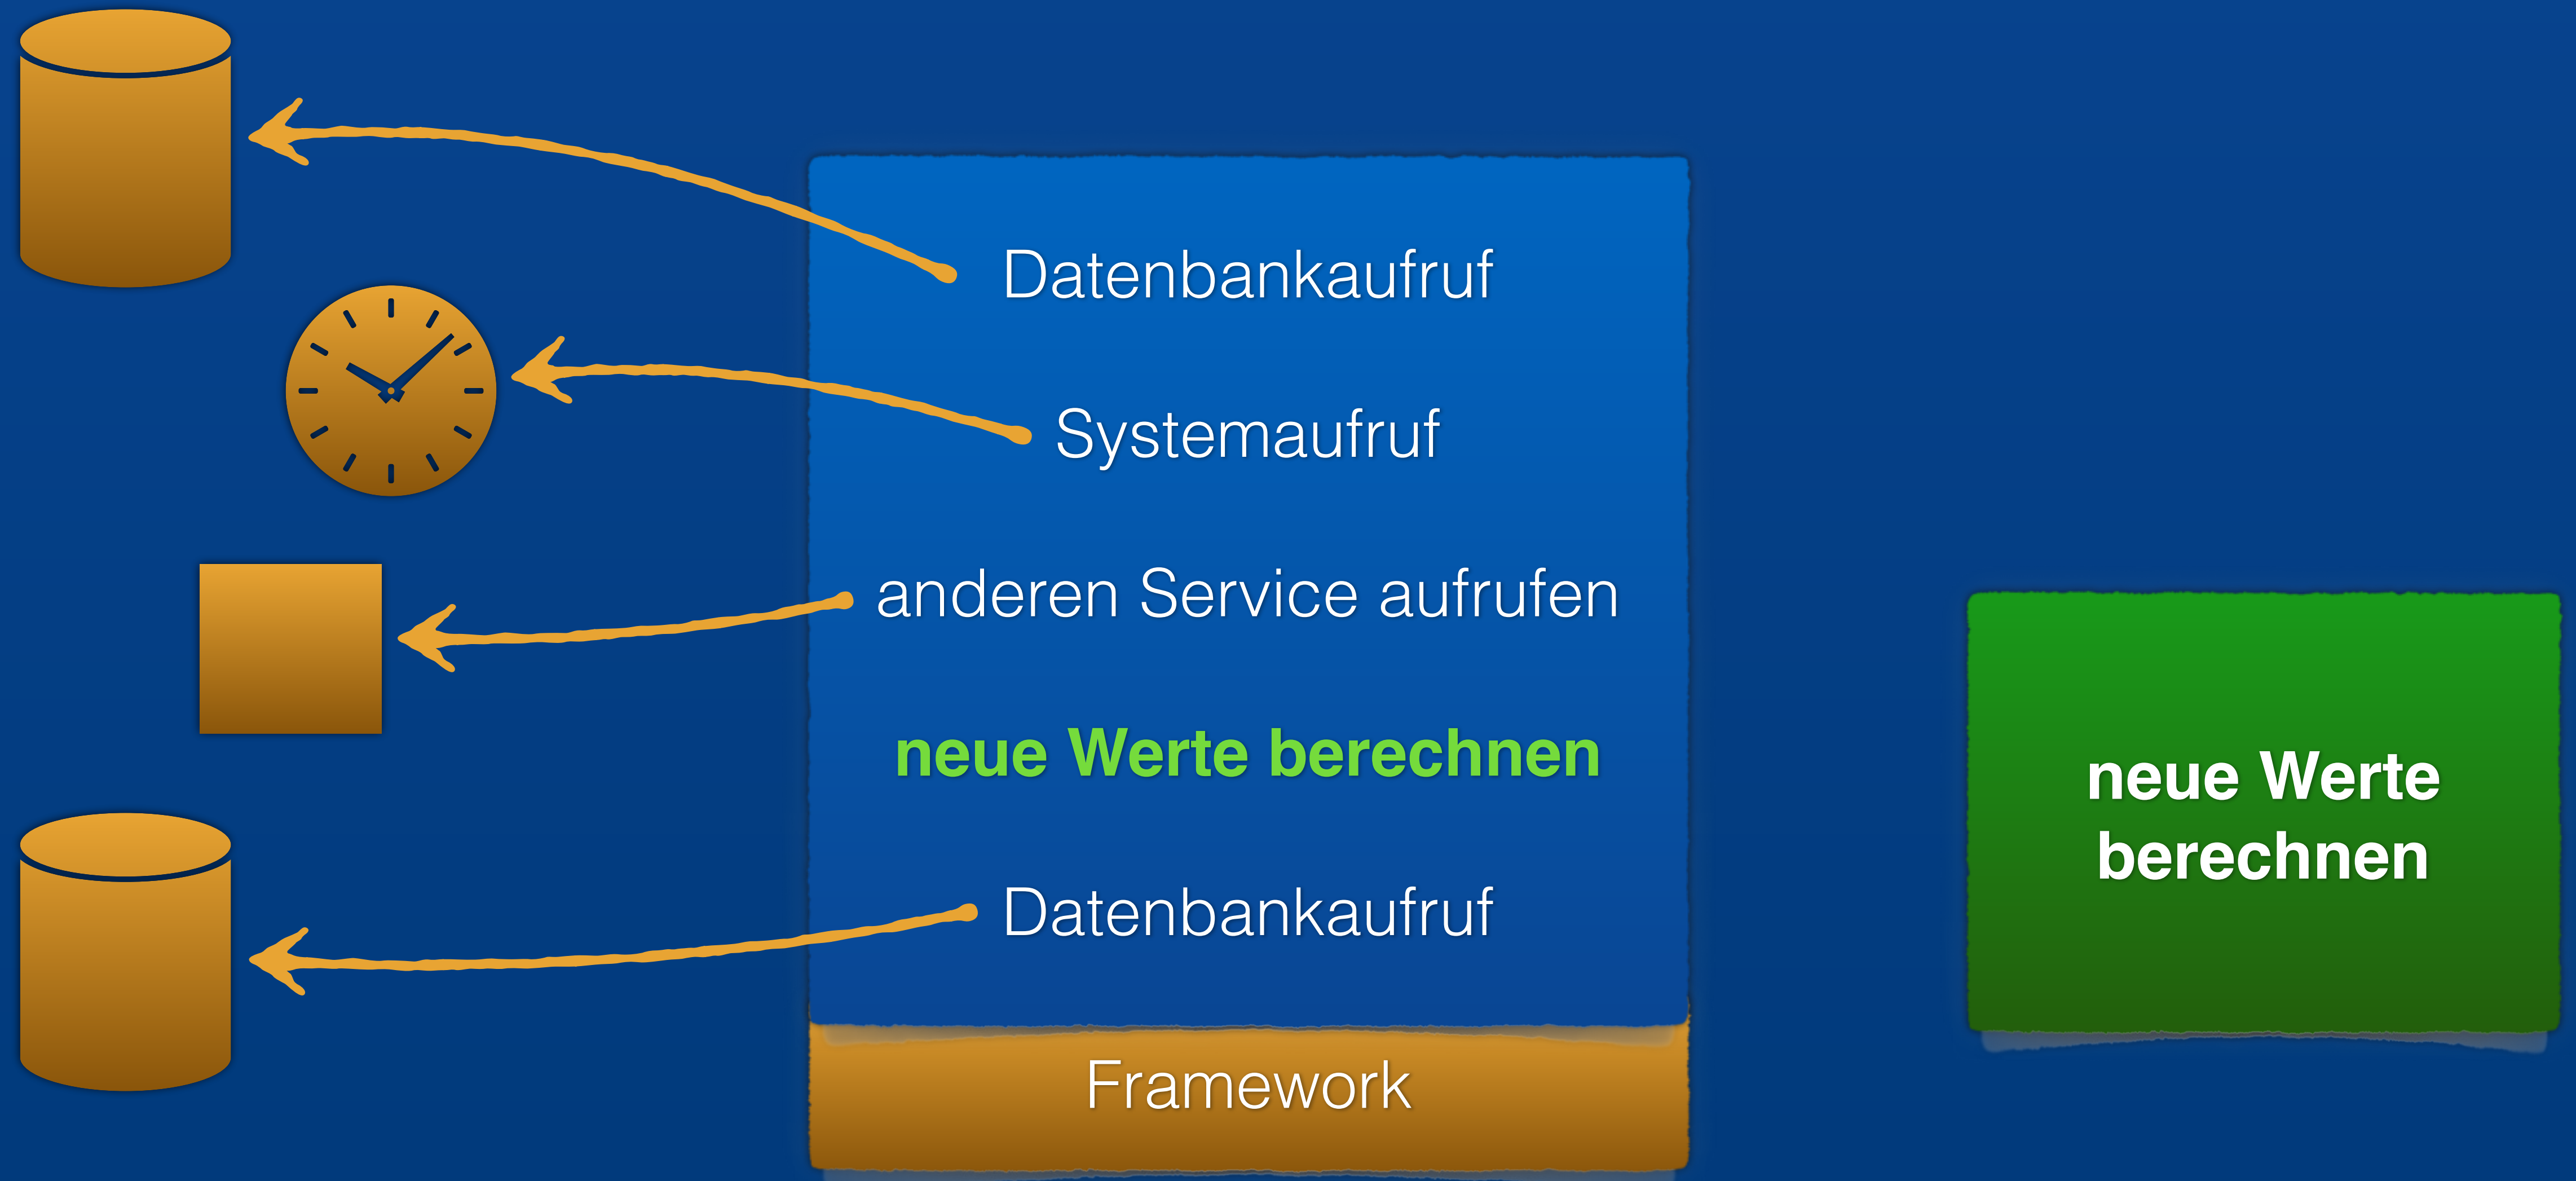 Datenbankaufruf
Systemaufruf
anderen Service aufrufen
neue Werte berechnen
Datenbankaufruf
Framework
neue Werte
berechnen